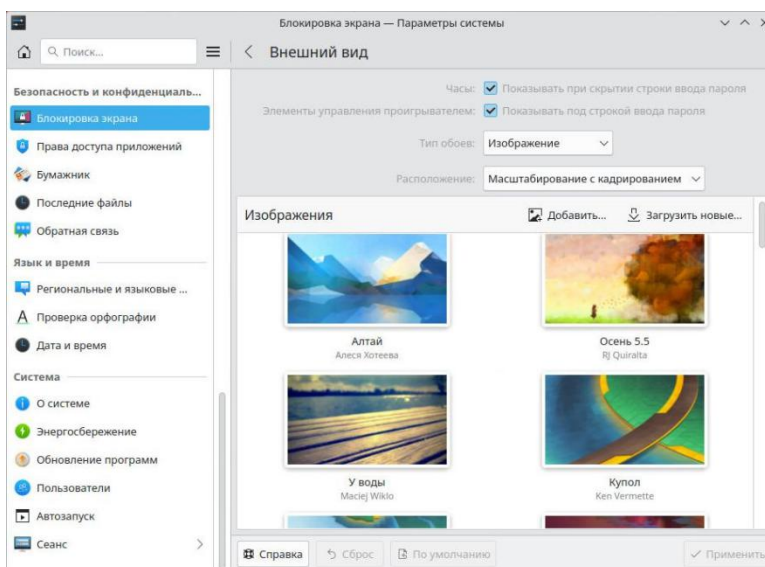 Блокировка экрана — Параметры системы
Поиск...
Внешний вид
Безопасность и конфиденциаль...
Блокировка экрана
Права доступа приложений
Бумажник
Последние файлы
Обратная связь
Язык и время
Региональные и языковые ...
Проверка орфографии
Дата и время
Система
О системе
Энергосбережение
Обновление программ
Пользователи
Автозапуск
Сеанс
Часы: Показывать при скрытии строки ввода пароля
Элементы управления проигрывателем: Показывать под строкой ввода пароля
Тип обоев: Изображение
Расположение: Масштабирование с кадрированием
Изображения Добавить... Загрузить новые...
Алтай
Алеся Хотеева
Осень 5.5
RJ Quiralta
У воды
Maciej Wiklo
Купол
Ken Vermette
Справка Сброс По умолчанию Применить